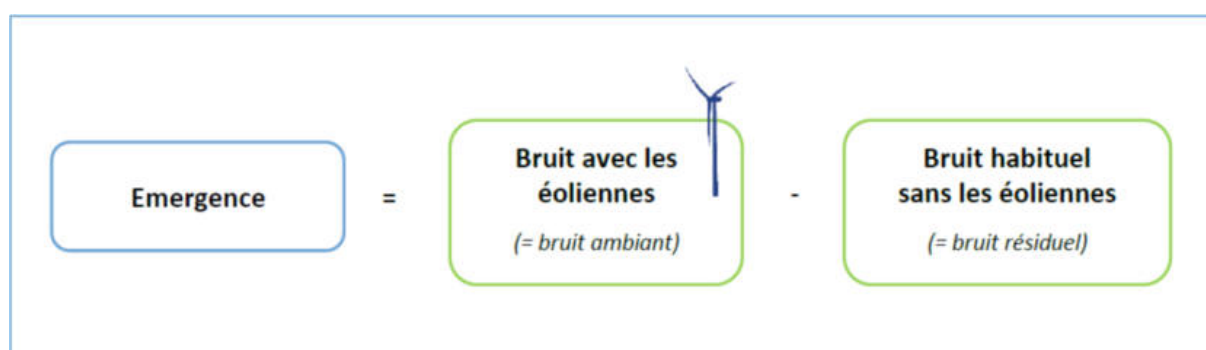 Emergence
=
Bruit avec les
éoliennes
(= bruit ambiant)
-
Bruit habituel
sans les éoliennes
(= bruit résiduel)